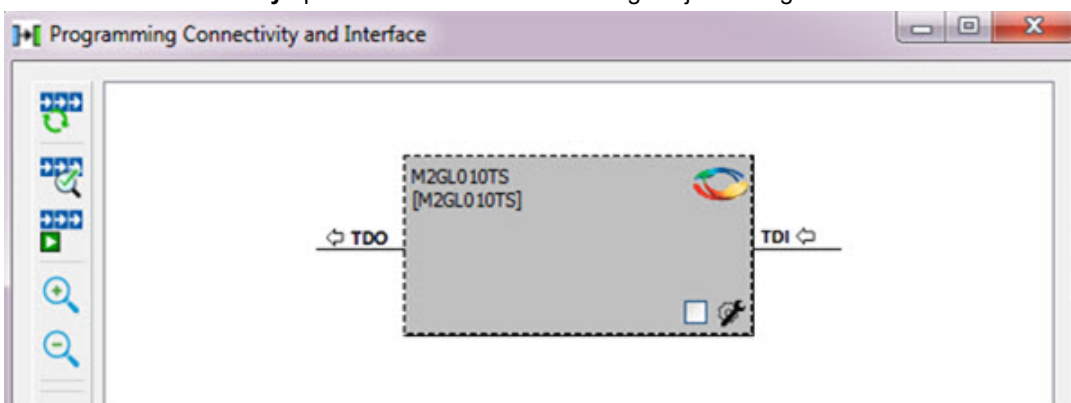 Programming Connectivity and Interface
M2GL010TS
[M2GL010TS]
TDO
TDI